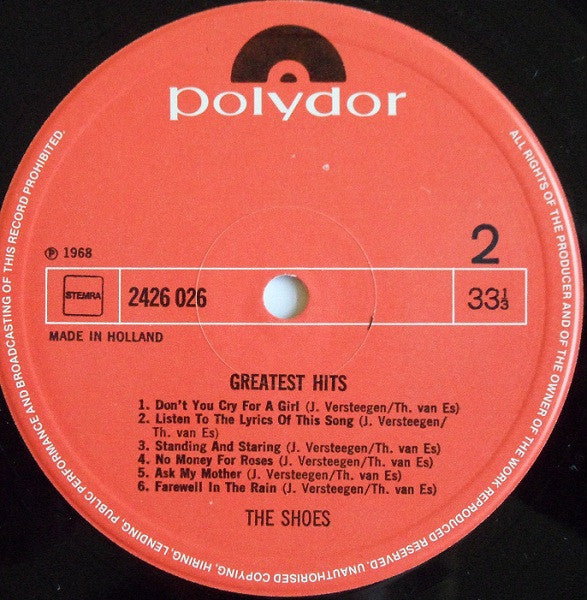 polydor
ALL RIGHTS OF THE PRODUCER AND OF THE OWNER OF THE WORK REPRODUCED RESERVED. UNAUTHORISED COPYING, HIRING, LENDING, PUBLIC PERFORMANCE AND BROADCASTING OF THIS RECORD PROHIBITED.
2
℗ 1968
STEMRA
2426 026
33⅓
MADE IN HOLLAND
GREATEST HITS
1. Don't You Cry For A Girl (J. Versteegen/Th. van Es)
2. Listen To The Lyrics Of This Song (J. Versteegen/
Th. van Es)
3. Standing And Staring (J. Versteegen/Th. van Es)
4. No Money For Roses (J. Versteegen/Th. van Es)
5. Ask My Mother (J. Versteegen/Th. van Es)
6. Farewell In The Rain (J. Versteegen/Th. van Es)
THE SHOES